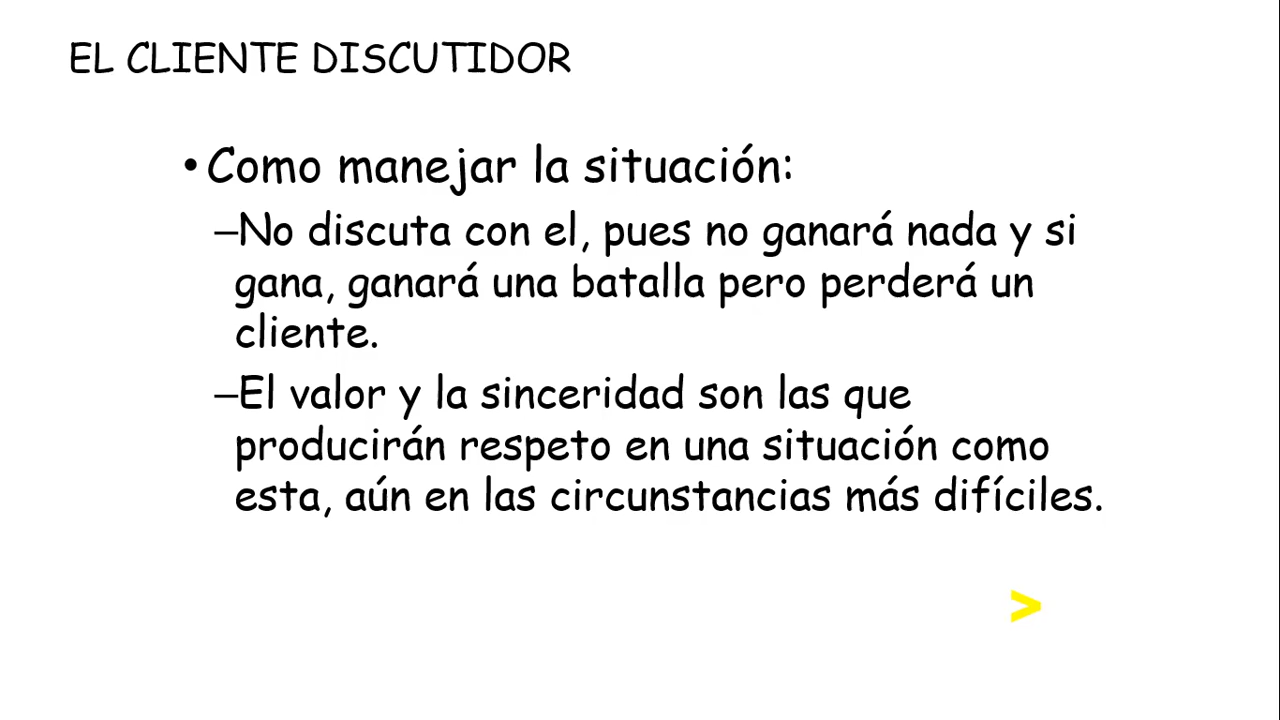 EL CLIENTE DISCUTIDOR
•Como manejar la situación:
–No discuta con el, pues no ganará nada y si
gana, ganará una batalla pero perderá un
cliente.
–El valor y la sinceridad son las que
producirán respeto en una situación como
esta, aún en las circunstancias más difíciles.
>